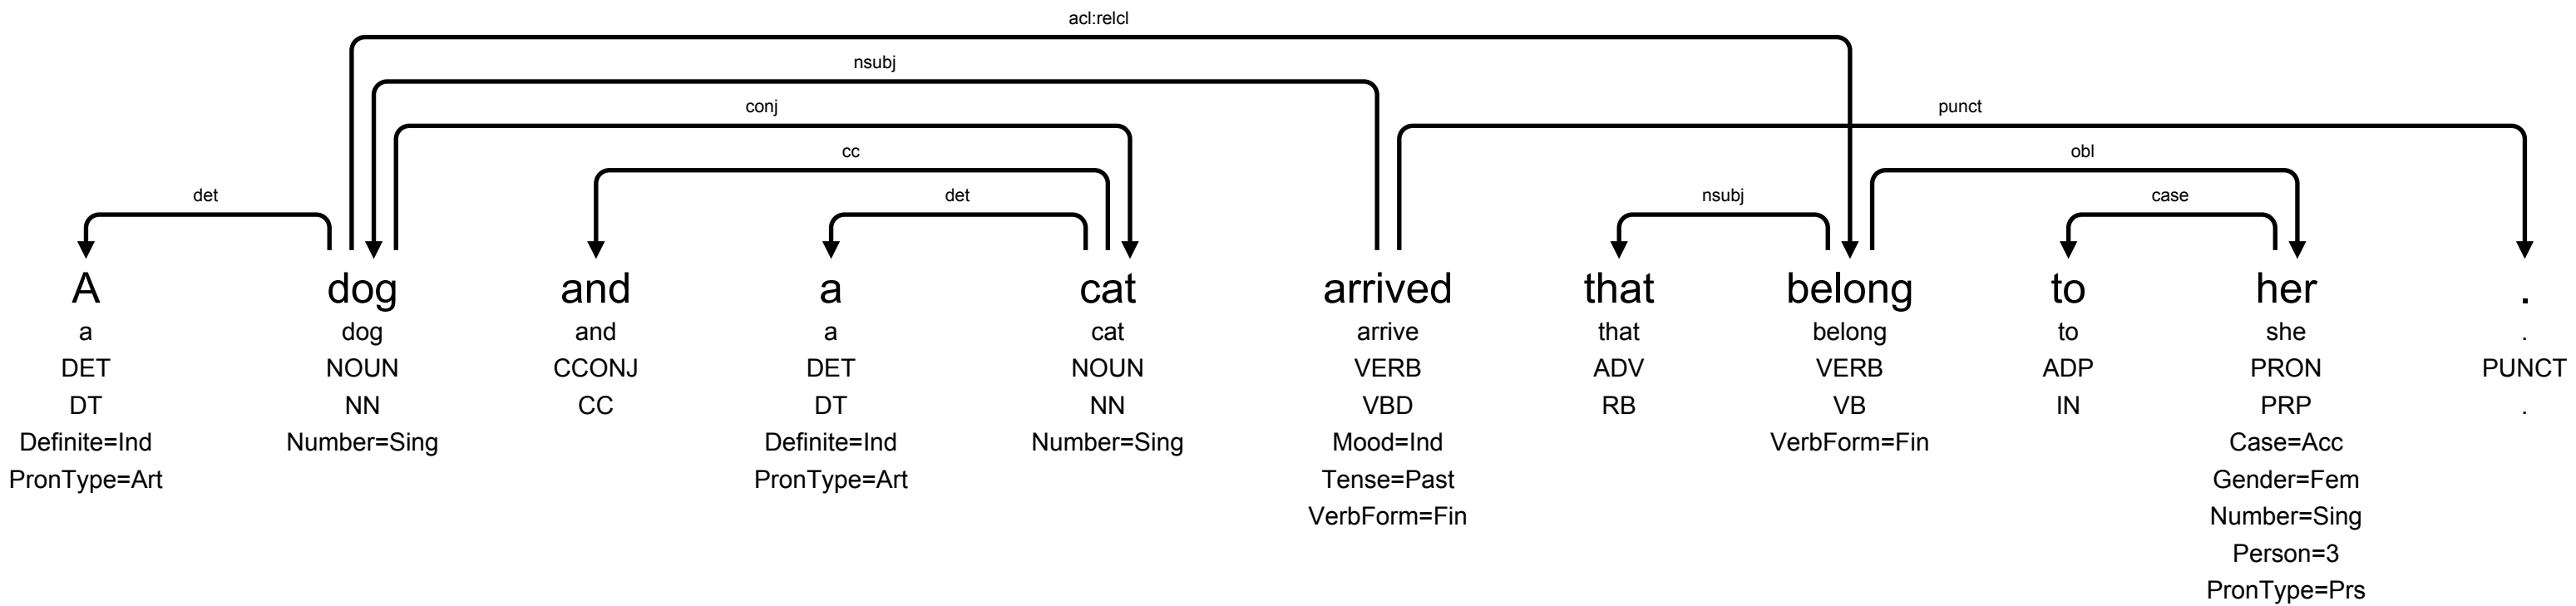 acl:relcl
nsubj
conj punct
cc obl
det det nsubj case
A dog and a cat arrived that belong to her .
a dog and a cat arrive that belong to she .
DET NOUN CCONJ DET NOUN VERB ADV VERB ADP PRON PUNCT
DT NN CC DT NN VBD RB VB IN PRP .
Definite=Ind Number=Sing Definite=Ind Number=Sing Mood=Ind VerbForm=Fin Case=Acc
PronType=Art PronType=Art Tense=Past Gender=Fem
VerbForm=Fin Number=Sing
Person=3
PronType=Prs